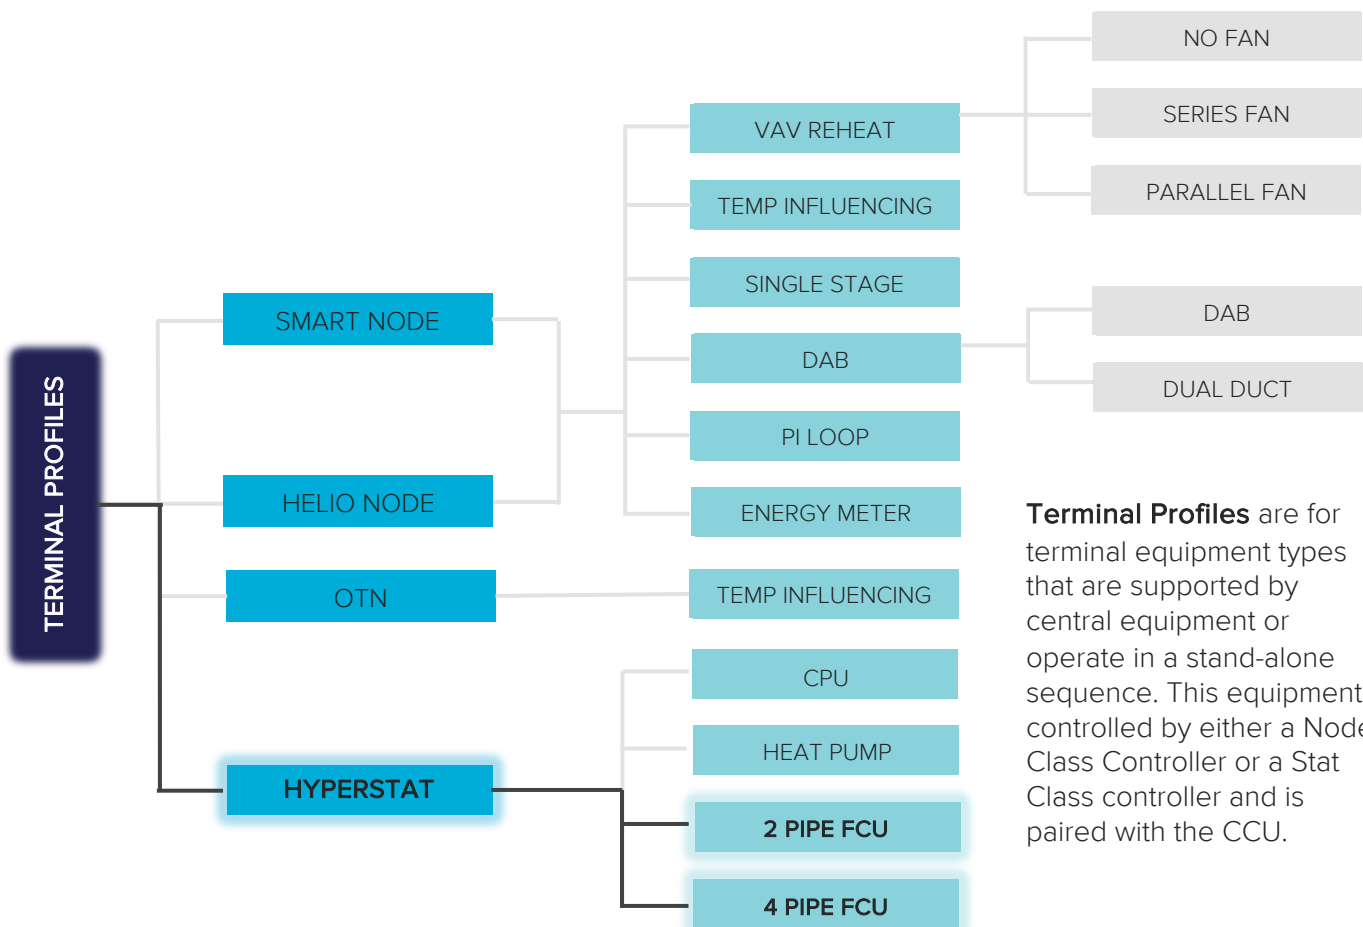 TERMINAL PROFILES
SMART NODE
HELIO NODE
OTN
HYPERSTAT
VAV REHEAT
TEMP INFLUENCING
SINGLE STAGE
DAB
PI LOOP
ENERGY METER
TEMP INFLUENCING
CPU
HEAT PUMP
2 PIPE FCU
4 PIPE FCU
NO FAN
SERIES FAN
PARALLEL FAN
DAB
DUAL DUCT
Terminal Profiles are for
terminal equipment types
that are supported by
central equipment or
operate in a stand-alone
sequence. This equipment
controlled by either a Node
Class Controller or a Stat
Class controller and is
paired with the CCU.